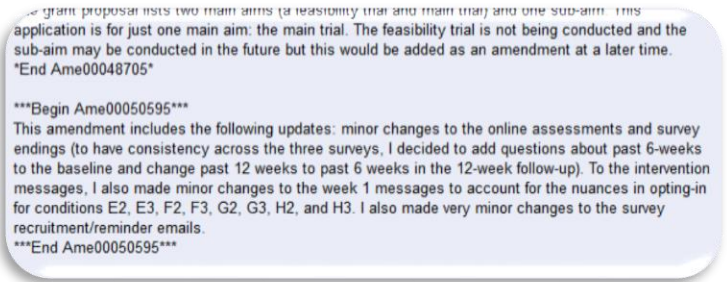 grant proposal lists two main aims (a feasibility trial and main trial) and one sub-aim. This
application is for just one main aim: the main trial. The feasibility trial is not being conducted and the
sub-aim may be conducted in the future but this would be added as an amendment at a later time.
*End Ame00048705*
***Begin Ame00050595***
This amendment includes the following updates: minor changes to the online assessments and survey
endings (to have consistency across the three surveys, I decided to add questions about past 6-weeks
to the baseline and change past 12 weeks to past 6 weeks in the 12-week follow-up). To the intervention
messages, I also made minor changes to the week 1 messages to account for the nuances in opting-in
for conditions E2, E3, F2, F3, G2, G3, H2, and H3. I also made very minor changes to the survey
recruitment/reminder emails.
***End Ame00050595***